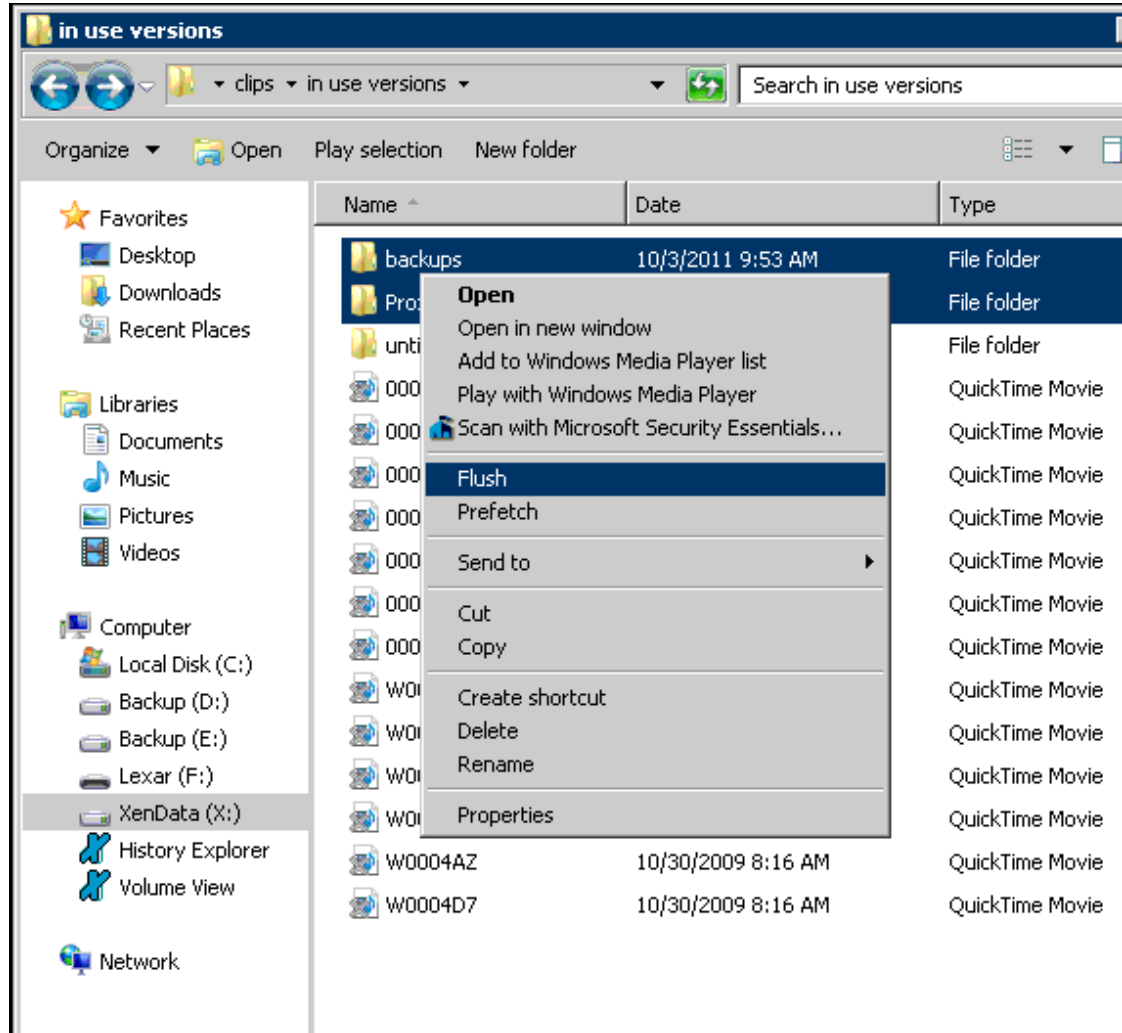 in use versions
clips in use versions
Search in use versions
Organize Open Play selection New folder
Name Date Type
Favorites
Desktop
Downloads
Recent Places
Libraries
Documents
Music
Pictures
Videos
Computer
Local Disk (C:)
Backup (D:)
Backup (E:)
Lexar (F:)
XenData (X:)
History Explorer
Volume View
Network
backups 10/3/2011 9:53 AM File folder
File folder
File folder
QuickTime Movie
QuickTime Movie
QuickTime Movie
QuickTime Movie
QuickTime Movie
QuickTime Movie
QuickTime Movie
QuickTime Movie
QuickTime Movie
QuickTime Movie
QuickTime Movie
W0004AZ 10/30/2009 8:16 AM QuickTime Movie
W0004D7 10/30/2009 8:16 AM QuickTime Movie
Open
Open in new window
Add to Windows Media Player list
Play with Windows Media Player
Scan with Microsoft Security Essentials...
Flush
Prefetch
Send to
Cut
Copy
Create shortcut
Delete
Rename
Properties